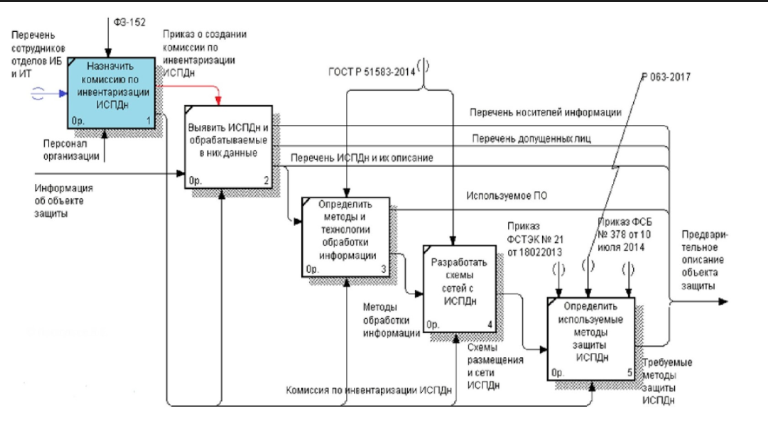 ФЗ-152
Перечень
сотрудников
отделов ИБ
и ИТ
Приказ о создании
комиссии по
инвентаризации
ИСПДн
Назначить
комиссию по
инвентаризации
ИСПДн
0р.
1
Персонал
организации
Информация
об объекте
защиты
Выявить ИСПДн и
обрабатываемые
в них данные
0р.
2
ГОСТ Р 51583-2014
Р 063-2017
Перечень носителей информации
Перечень допущенных лиц
Перечень ИСПДн и их описание
Используемое ПО
Определить
методы и
технологии
обработки
информации
0р.
3
Методы
обработки
информации
Разработать
схемы
сетей с
ИСПДн
0р.
4
Схемы
размещения
и сети
ИСПДн
Приказ
ФСТЭК № 21
от 18022013
Приказ ФСБ
№ 378 от 10
июля 2014
Определить
используемые
методы
защиты
ИСПДн
0р.
5
Предвари-
тельное
описание
объекта
защиты
Требуемые
методы
защиты
ИСПДн
Комиссия по инвентаризации ИСПДн